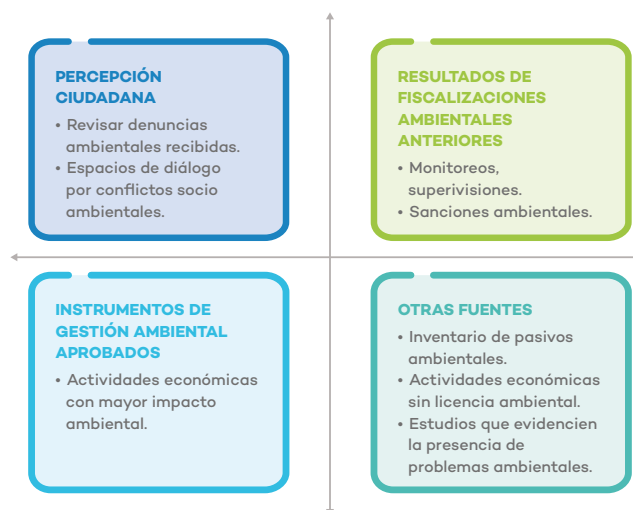 PERCEPCIÓN
CIUDADANA
• Revisar denuncias
ambientales recibidas.
• Espacios de diálogo
por conflictos socio
ambientales.
RESULTADOS DE
FISCALIZACIONES
AMBIENTALES
ANTERIORES
• Monitoreos,
superivisiones.
• Sanciones ambientales.
INSTRUMENTOS DE
GESTIÓN AMBIENTAL
APROBADOS
• Actividades económicas
con mayor impacto
ambiental.
OTRAS FUENTES
• Inventario de pasivos
ambientales.
• Actividades económicas
sin licencia ambiental.
• Estudios que evidencien
la presencia de
problemas ambientales.